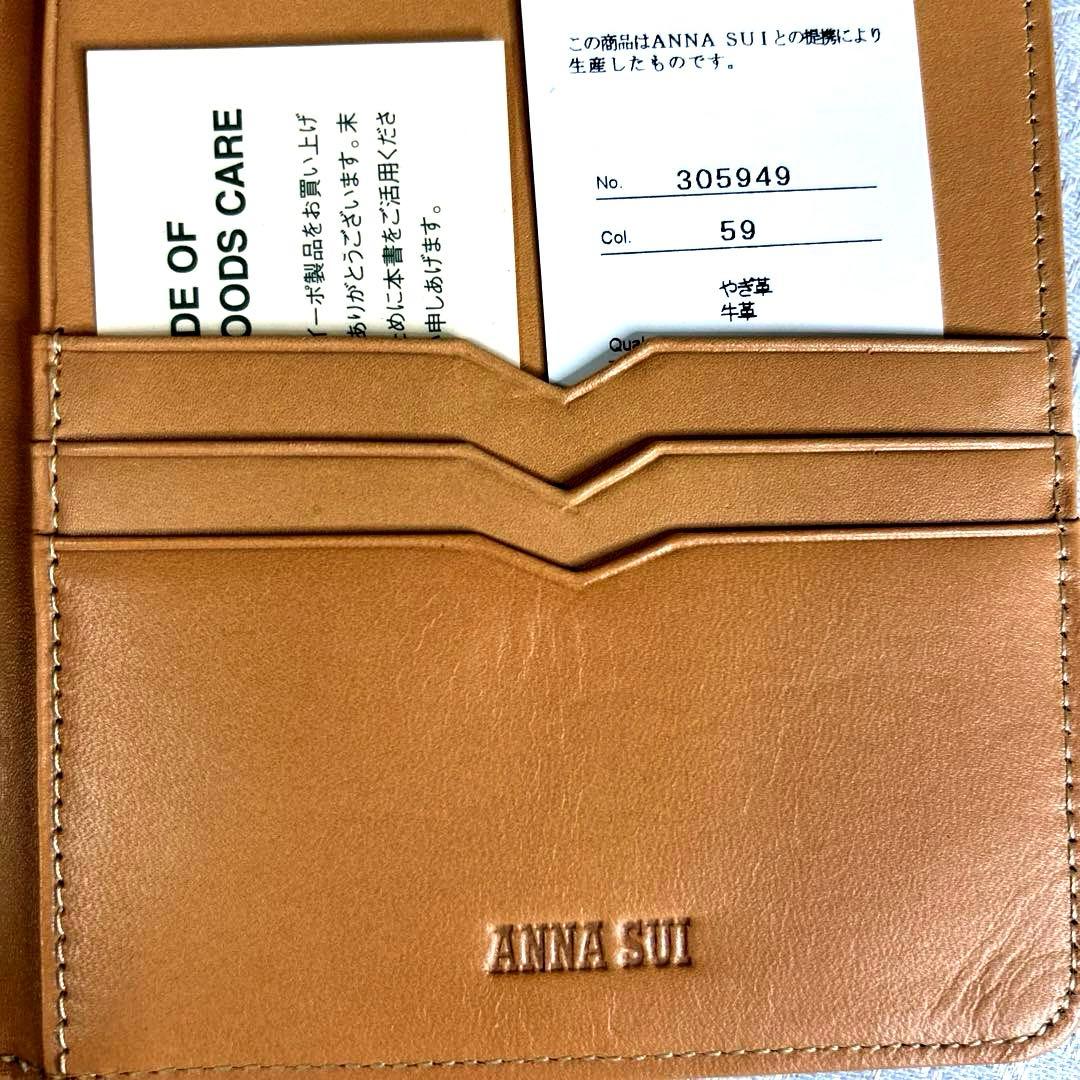 DE OF
OODS CARE
イーポ製品をお買い上げ
ありがとうございます。末
ために本書をご活用くださ
申しあげます。
この商品はANNA SUIとの提携により
生産したものです。
No. 305949
Col. 59
やぎ革
牛革
Qual
ANNA SUI